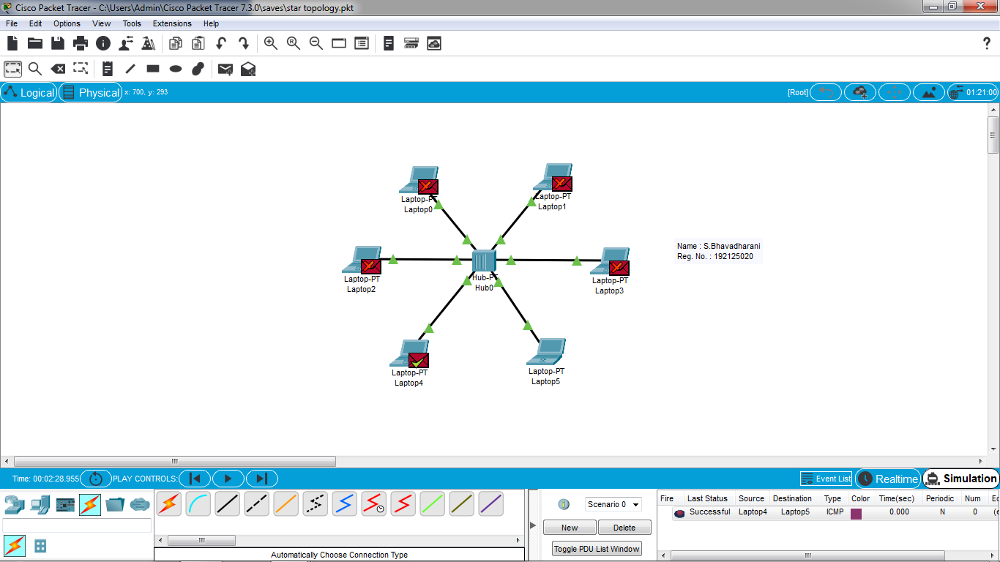 Cisco Packet Tracer - C:\Users\Admin\Cisco Packet Tracer 7.3.0\saves\star topology.pkt
File Edit Options View Tools Extensions Help
?
Logical Physical x: 700, y: 293 [Root] 01:21:00
Laptop-PT
Laptop0
Laptop-PT
Laptop1
Name : S.Bhavadharani
Reg. No. : 192125020
Laptop-PT
Laptop2
Hub-PT
Hub0
Laptop-PT
Laptop3
Laptop-PT
Laptop4
Laptop-PT
Laptop5
Time: 00:02:28.955 PLAY CONTROLS: Event List Realtime Simulation
Scenario 0
New Delete
Toggle PDU List Window
Fire Last Status Source Destination Type Color Time(sec) Periodic Num
Successful Laptop4 Laptop5 ICMP 0.000 N 0
Automatically Choose Connection Type